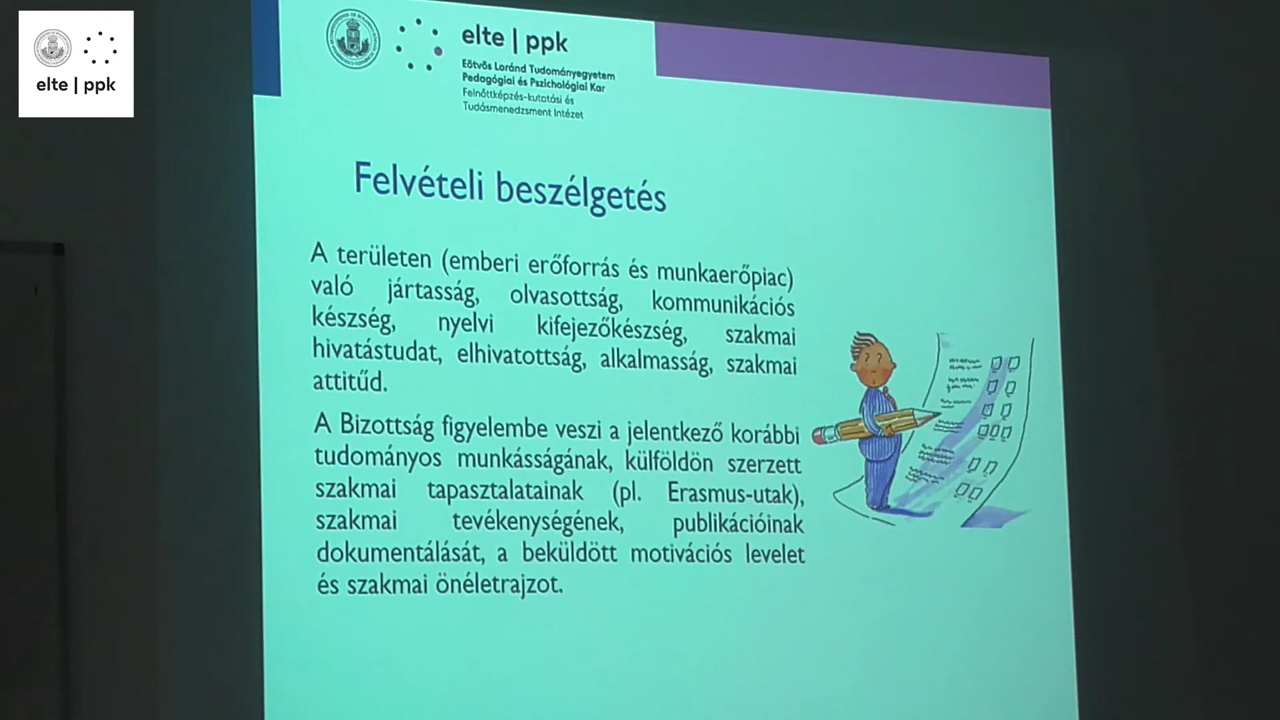 elte | ppk
elte | ppk
Eötvös Loránd Tudományegyetem
Pedagógiai és Pszichológiai Kar
Felnőttképzés-kutatási és
Tudásmenedzsment Intézet
Felvételi beszélgetés
A területen (emberi erőforrás és munkaerőpiac)
való jártasság, olvasottság, kommunikációs
készség, nyelvi kifejezőkészség, szakmai
hivatástudat, elhivatottság, alkalmasság, szakmai
attitűd.
A Bizottság figyelembe veszi a jelentkező korábbi
tudományos munkásságának, külföldön szerzett
szakmai tapasztalatainak (pl. Erasmus-utak),
szakmai tevékenységének, publikációinak
dokumentálását, a beküldött motivációs levelet
és szakmai önéletrajzot.